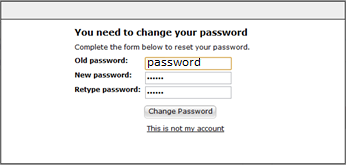 You need to change your password
Complete the form below to reset your password.
Old password: password
New password: ••••••
Retype password: ••••••
Change Password
This is not my account